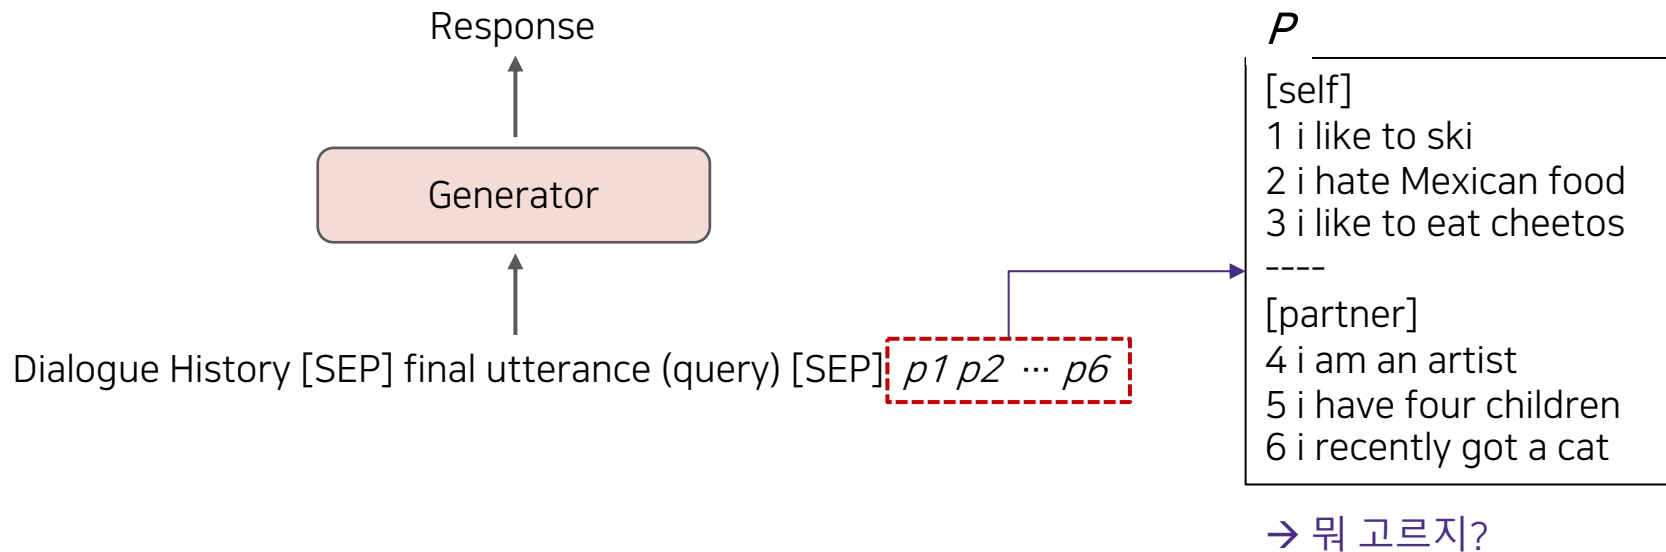 Response
Generator
Dialogue History [SEP] final utterance (query) [SEP] p1 p2 ... p6
P
[self]
1 i like to ski
2 i hate Mexican food
3 i like to eat cheetos
----
[partner]
4 i am an artist
5 i have four children
6 i recently got a cat
→ 뭐 고르지?